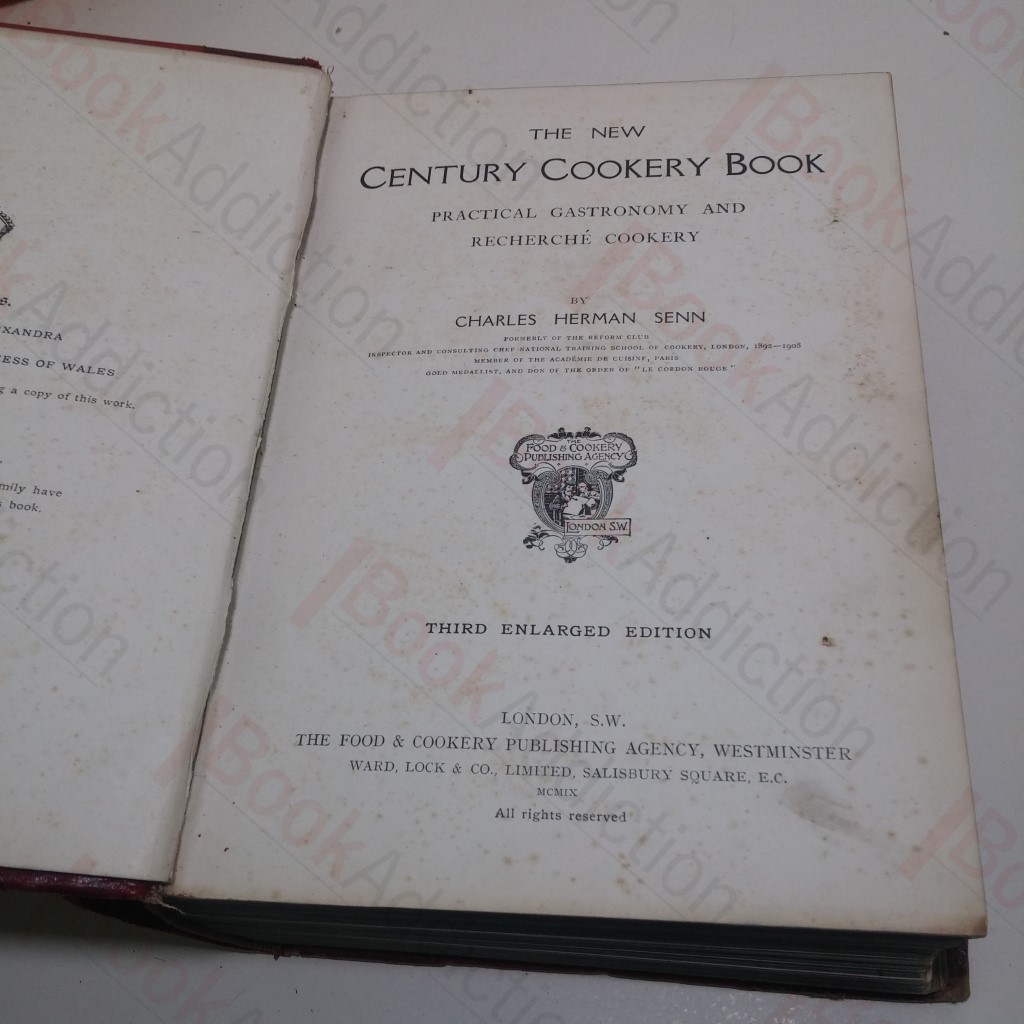 S.
EXANDRA
ESS OF WALES
g a copy of this work.
mily have
s book.
THE NEW
CENTURY COOKERY BOOK
PRACTICAL GASTRONOMY AND
RECHERCHÉ COOKERY
BY
CHARLES HERMAN SENN
FORMERLY OF THE REFORM CLUB
INSPECTOR AND CONSULTING CHEF NATIONAL TRAINING SCHOOL OF COOKERY, LONDON, 1892—1908
MEMBER OF THE ACADÉMIE DE CUISINE, PARIS
GOLD MEDALLIST, AND DON OF THE ORDER OF "LE CORDON ROUGE"
THE
FOOD & COOKERY
PUBLISHING AGENCY
LONDON S.W.
THIRD ENLARGED EDITION
LONDON, S.W.
THE FOOD & COOKERY PUBLISHING AGENCY, WESTMINSTER
WARD, LOCK & CO., LIMITED, SALISBURY SQUARE, E.C.
MCMIX
All rights reserved
BookAddiction